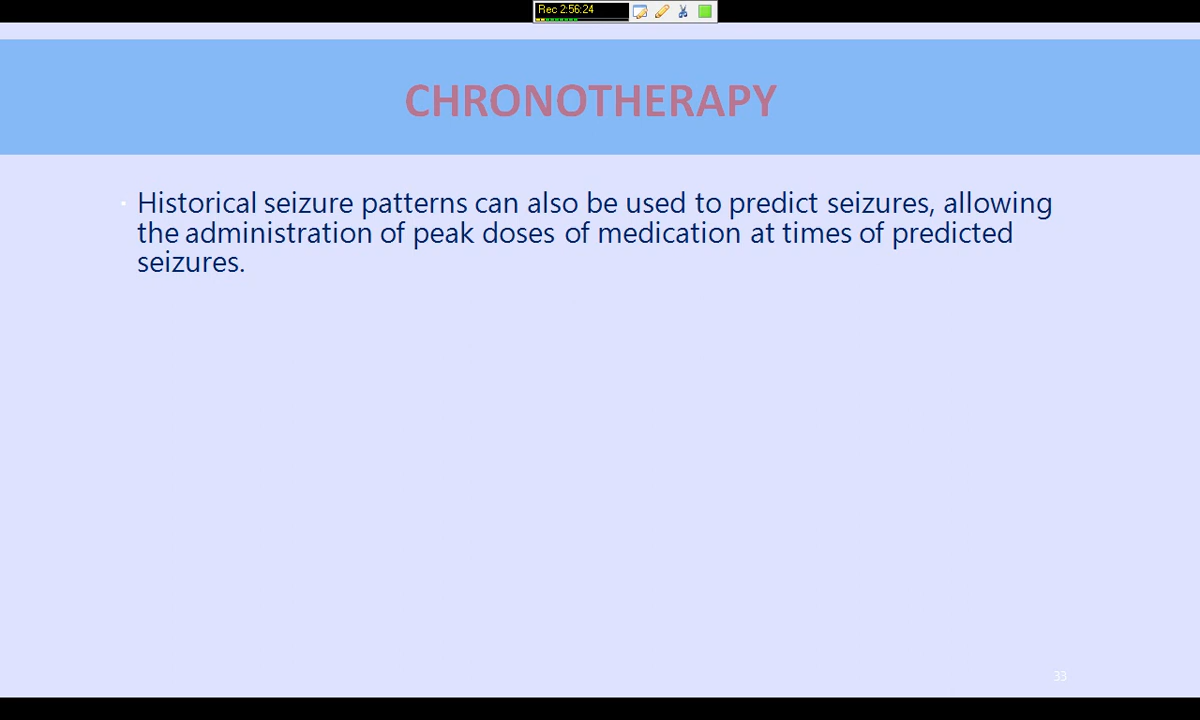 Rec 2:56:24
CHRONOTHERAPY
· Historical seizure patterns can also be used to predict seizures, allowing
the administration of peak doses of medication at times of predicted
seizures.
33